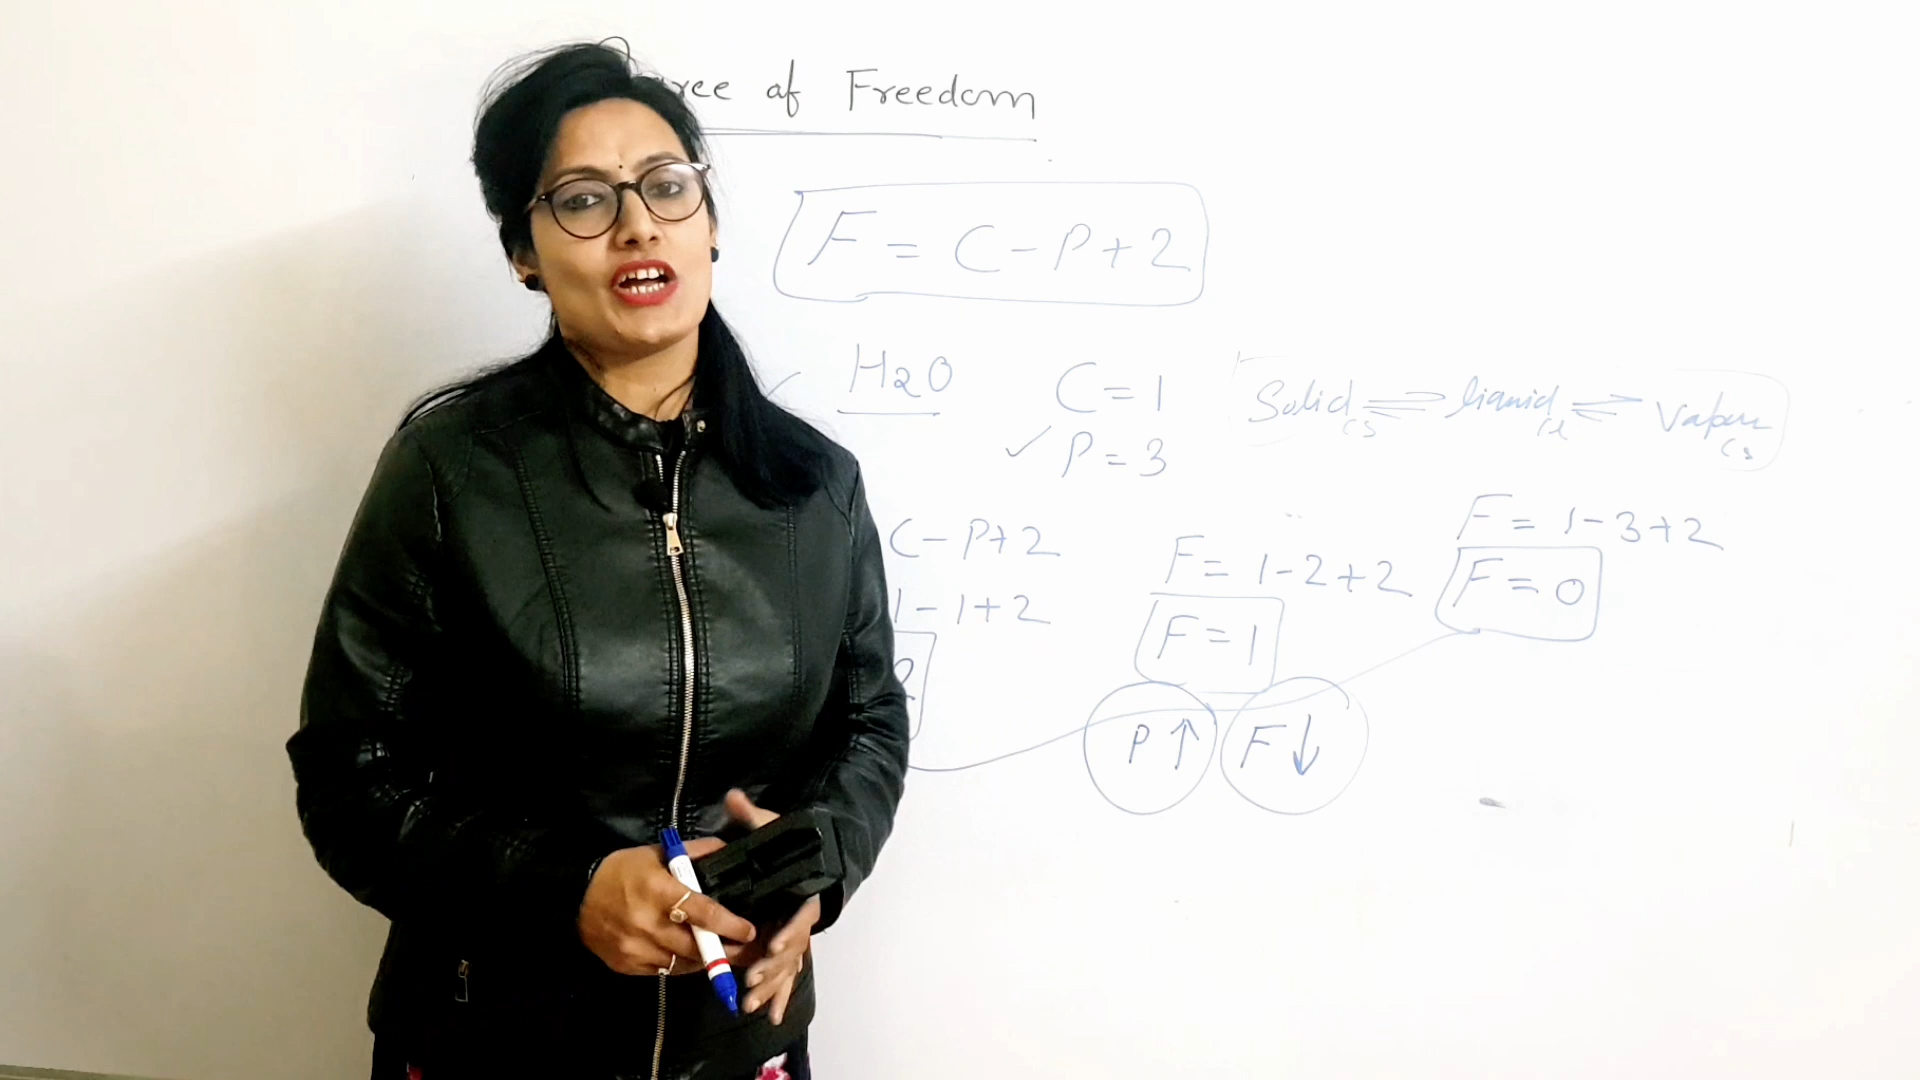 ree of Freedom
F = C - P + 2
H2O
C = 1
Solid ⇌ liquid ⇌ Vapour
✓ P = 3
C - P + 2
1 - 1 + 2
2
F = 1 - 2 + 2
F = 1
F = 1 - 3 + 2
F = 0
P ↑ F ↓